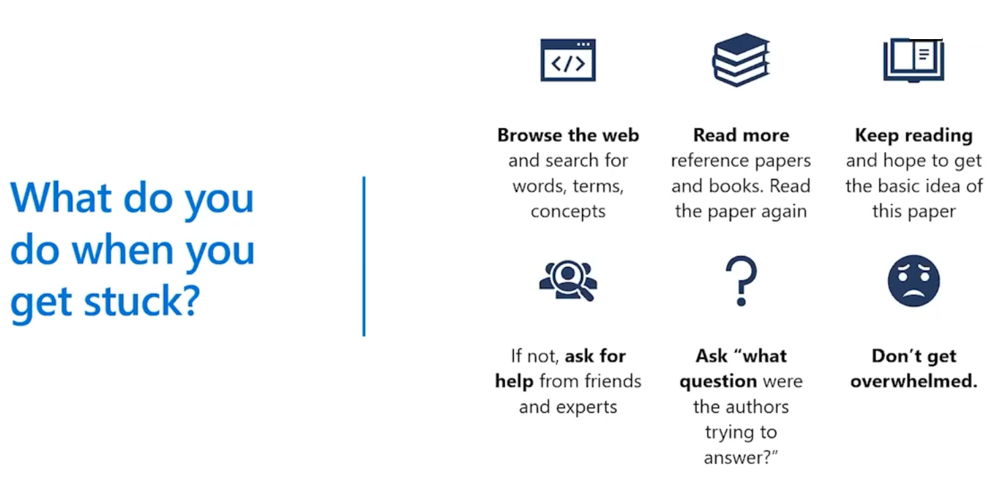 What do you
do when you
get stuck?
</>
Browse the web
and search for
words, terms,
concepts
Read more
reference papers
and books. Read
the paper again
Keep reading
and hope to get
the basic idea of
this paper
If not, ask for
help from friends
and experts
Ask “what
question were
the authors
trying to
answer?”
Don’t get
overwhelmed.